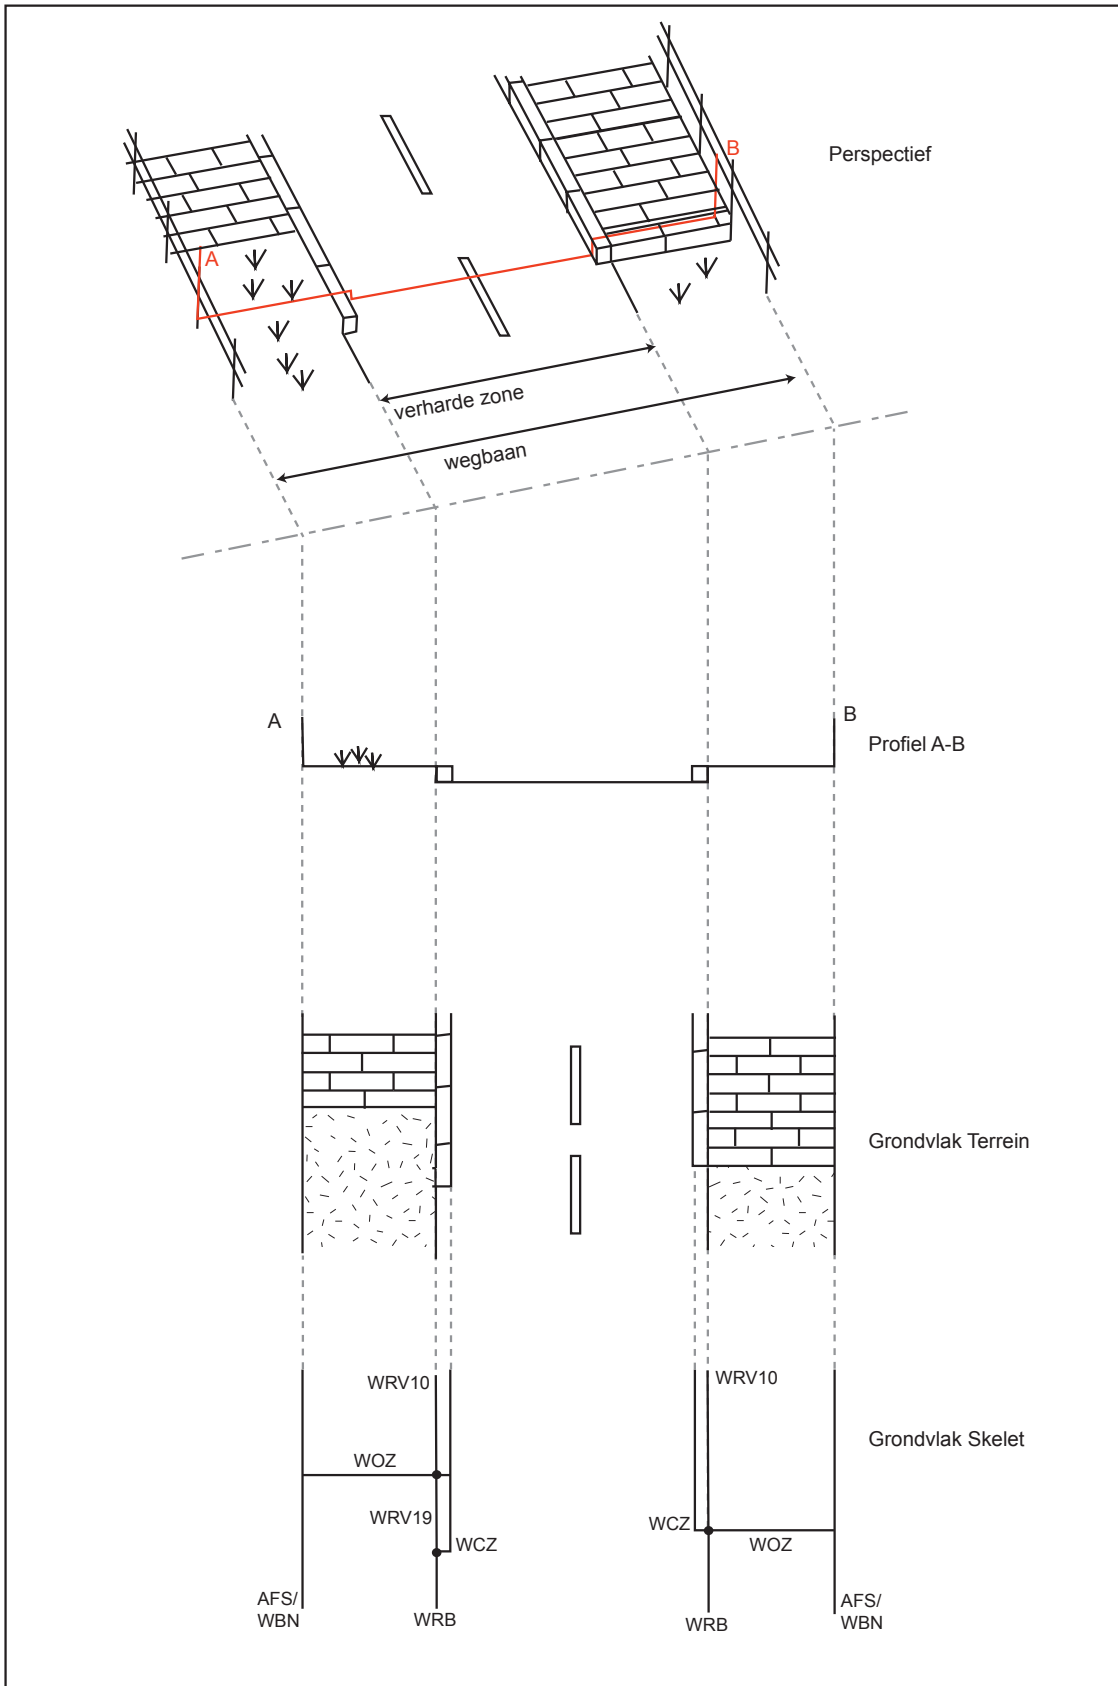 Perspectief
B
A
verharde zone
wegbaan
A
B
Profiel A-B
Grondvlak Terrein
WRV10
WRV10
Grondvlak Skelet
WOZ
WRV19
WCZ
WCZ
WOZ
AFS/
WBN
WRB
WRB
AFS/
WBN